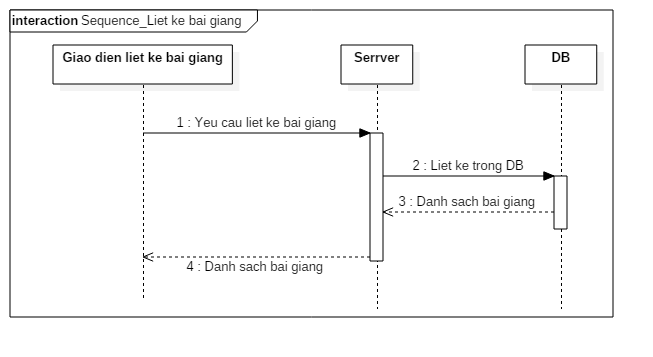 interaction Sequence_Liet ke bai giang
Giao dien liet ke bai giang
Serrver
DB
1 : Yeu cau liet ke bai giang
2 : Liet ke trong DB
3 : Danh sach bai giang
4 : Danh sach bai giang